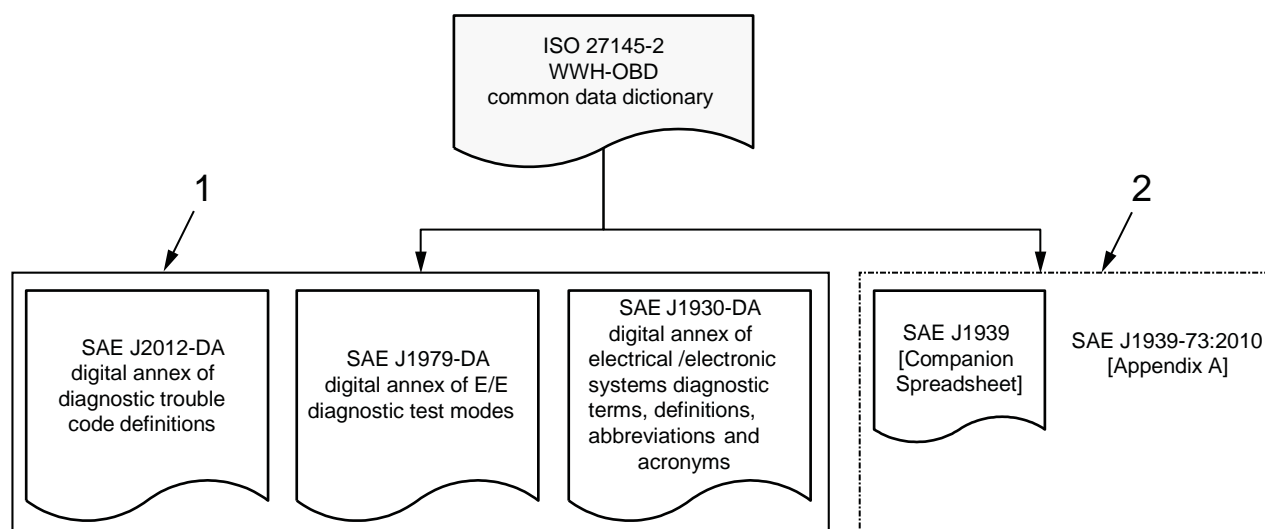 ISO 27145-2
WWH-OBD
common data dictionary
1
2
SAE J2012-DA
digital annex of
diagnostic trouble
code definitions
SAE J1979-DA
digital annex of E/E
diagnostic test modes
SAE J1930-DA
digital annex of
electrical /electronic
systems diagnostic
terms, definitions,
abbreviations and
acronyms
SAE J1939
[Companion
Spreadsheet]
SAE J1939-73:2010
[Appendix A]